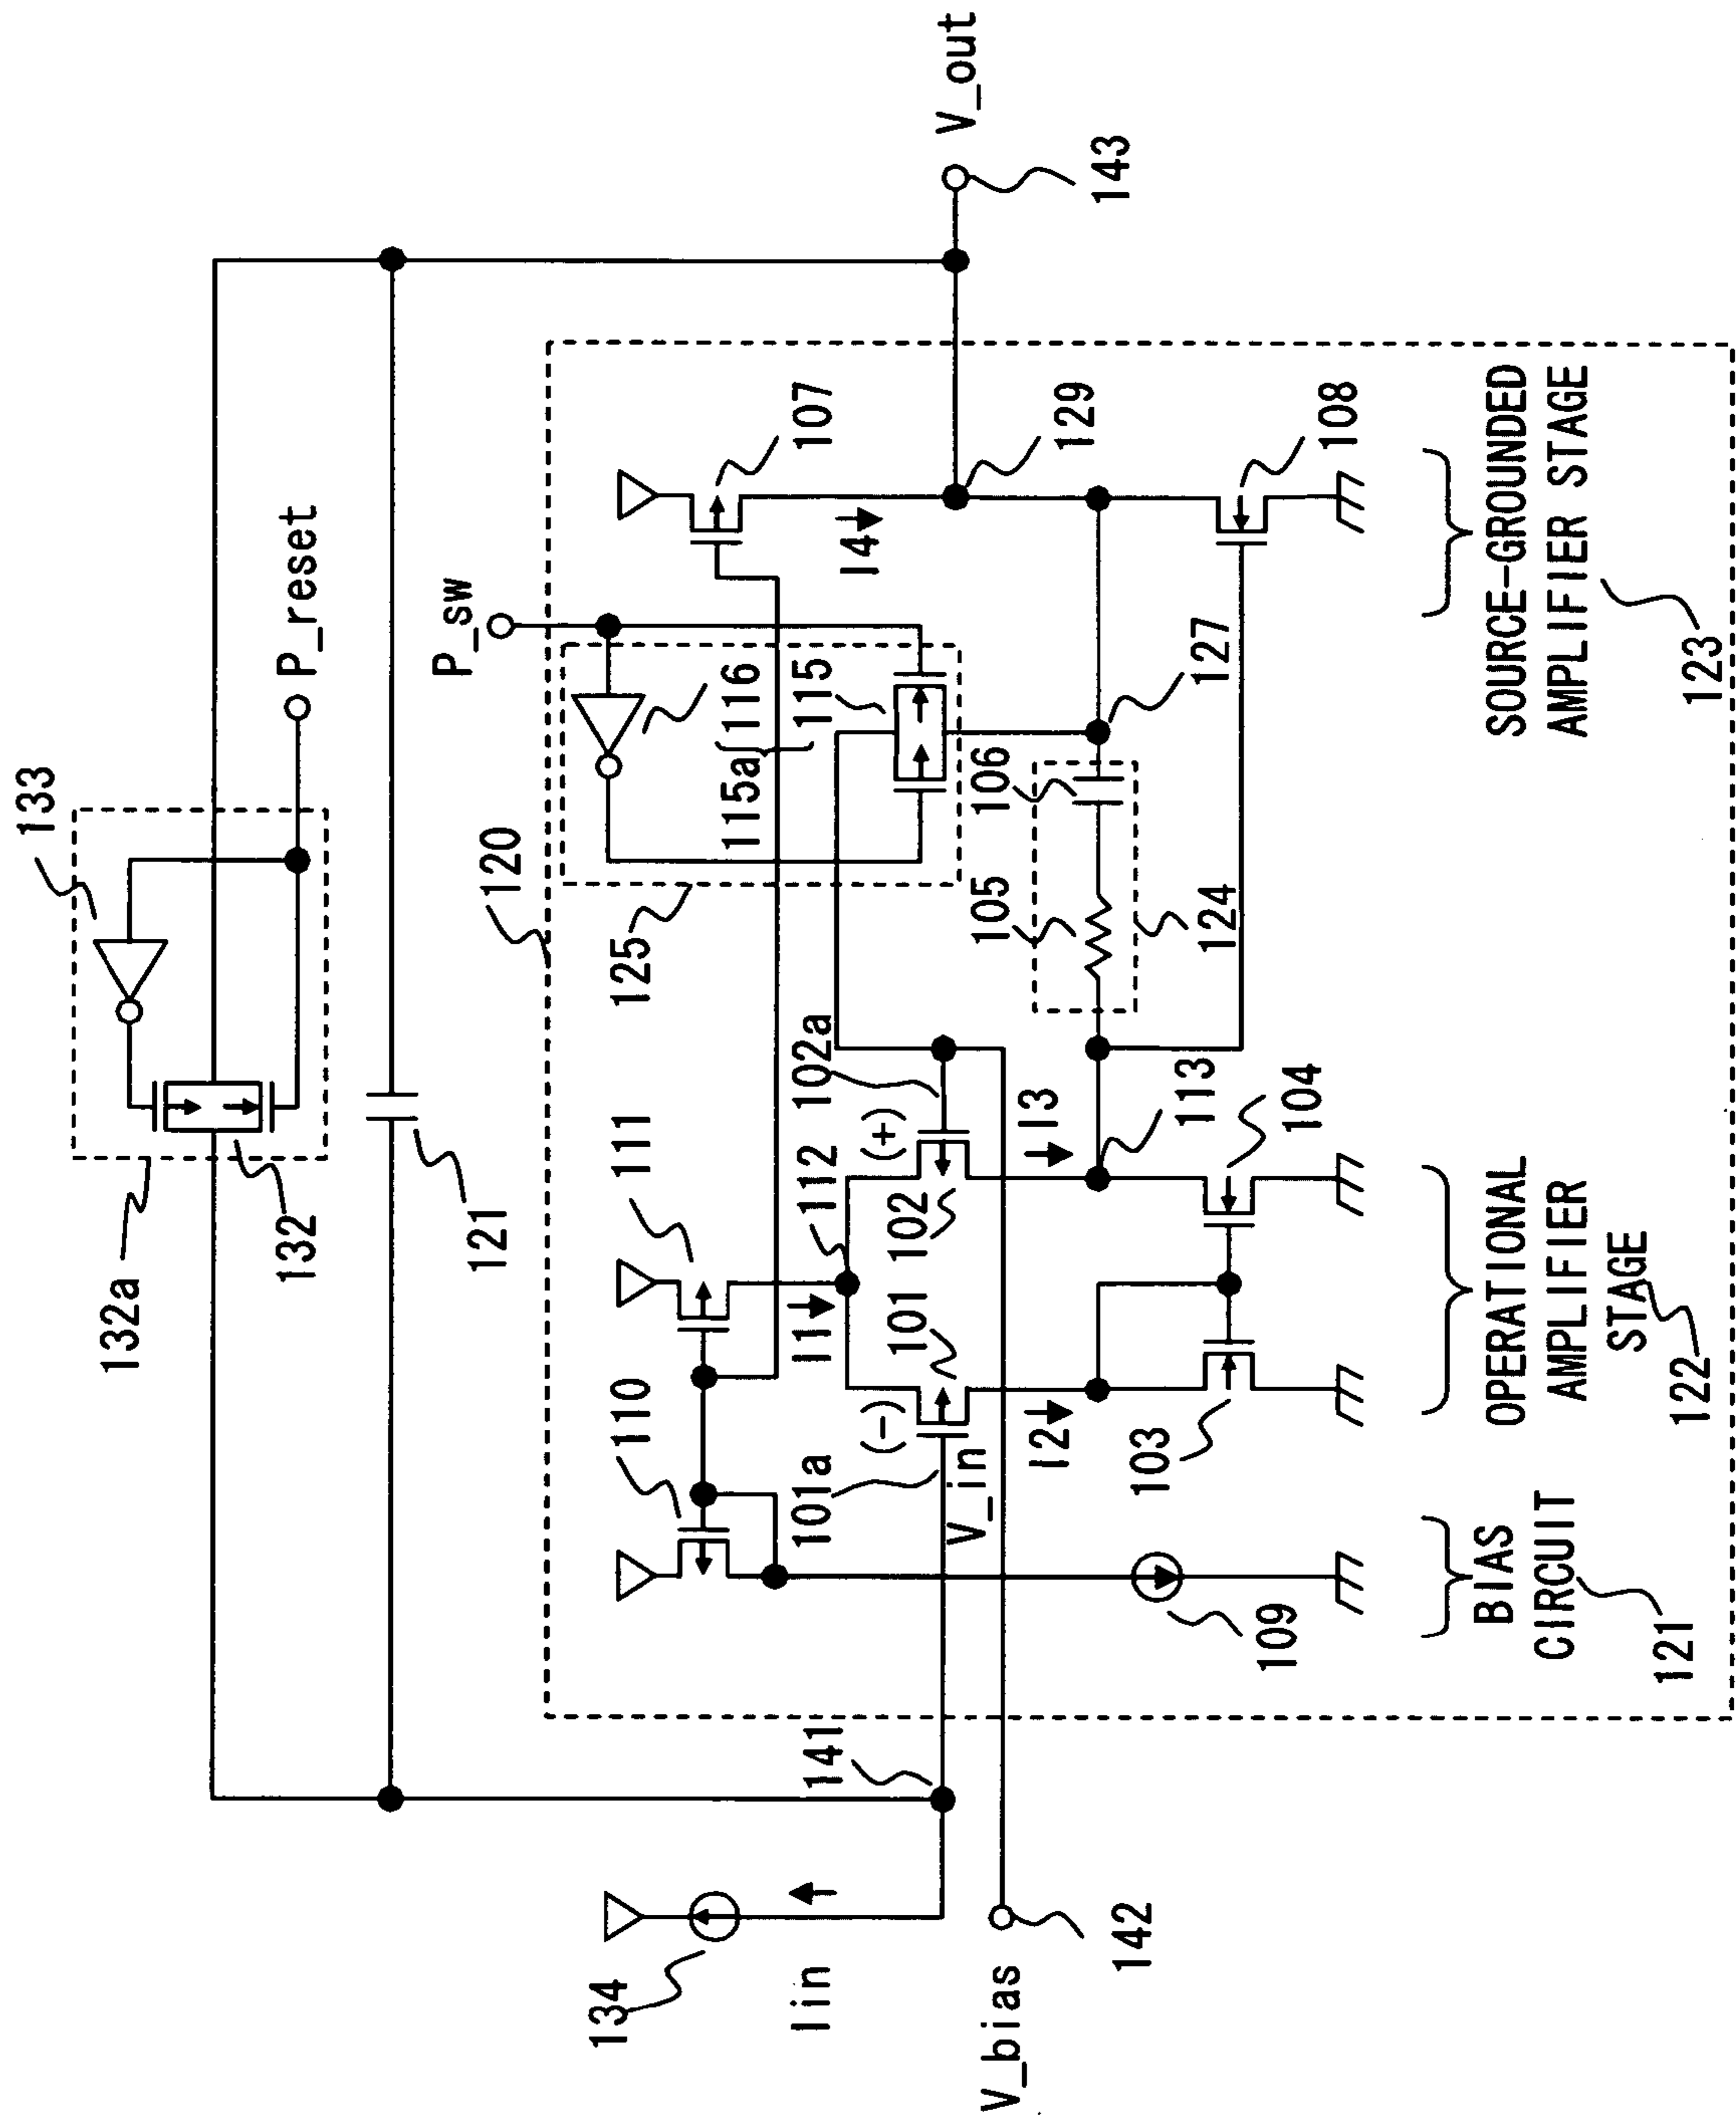 133
P_reset
132a
132
121
V_out
143
P_sw
120
125
115a
116
115
107
I4
129
111
110
112
I1
102a
(+)
(-)
101a
V_in
101
102
I3
I2
113
105
106
127
124
108
104
103
109
141
134
Iin
V_bias
142
BIAS
CIRCUIT
121
OPERATIONAL
AMPLIFIER
STAGE
122
SOURCE-GROUNDED
AMPLIFIER STAGE
123